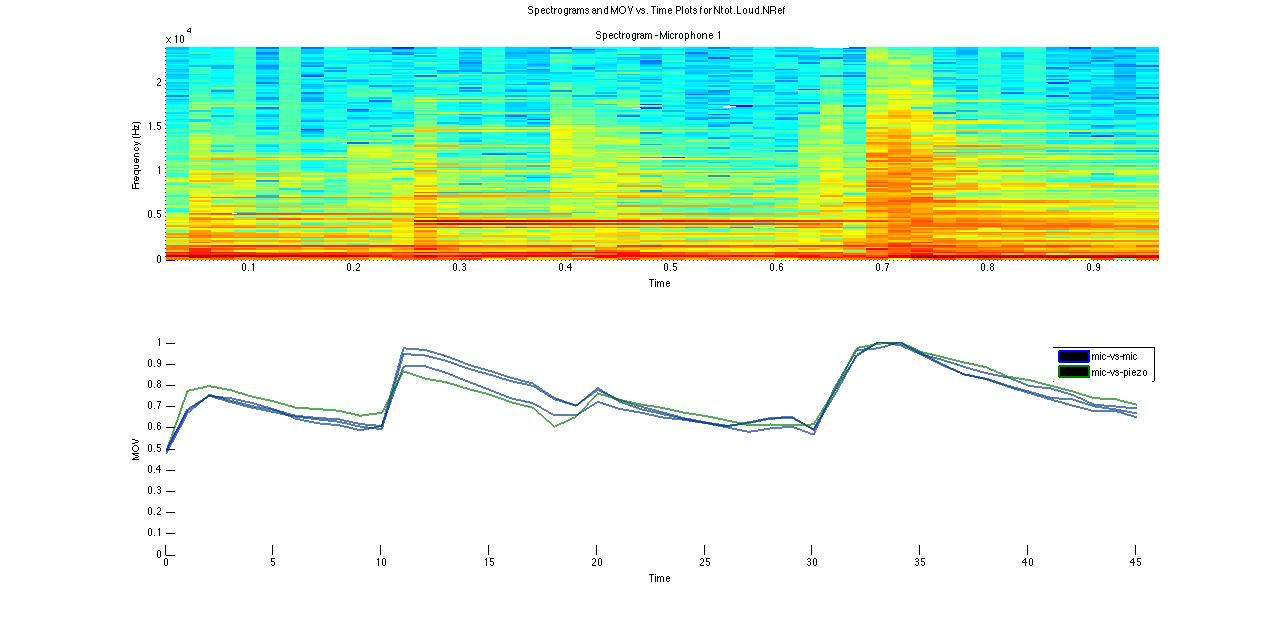 Spectrograms and MOV vs. Time Plots for Ntot.Loud.NRef
Spectrogram - Microphone 1
x 10^4
2
1.5
1
0.5
0
Frequency (Hz)
0.1 0.2 0.3 0.4 0.5 0.6 0.7 0.8 0.9
Time
1
0.9
0.8
0.7
0.6
0.5
0.4
0.3
0.2
0.1
0
MOV
mic-vs-mic
mic-vs-piezo
0 5 10 15 20 25 30 35 40 45
Time